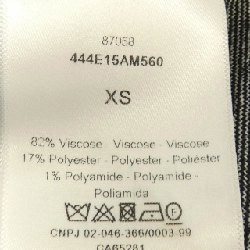 87058
444E15AM560
XS
82% Viscose - Viscose - Viscose
17% Polyester - Polyester - Poliéster
1% Polyamide - Polyamide -
Poliamida
CNPJ 02-046-366/0003-99
CA65281